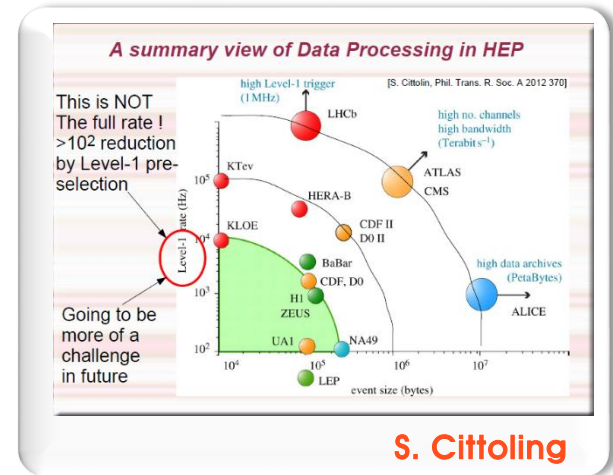 A summary view of Data Processing in HEP
[S. Cittolin, Phil. Trans. R. Soc. A 2012 370]
This is NOT
The full rate !
>10² reduction
by Level-1 pre-
selection
Going to be
more of a
challenge
in future
high Level-1 trigger
(1MHz)
LHCb
high no. channels
high bandwidth
(Terabits⁻¹)
ATLAS
CMS
KTev
10⁵
HERA-B
CDF II
D0 II
KLOE
10⁴
Level-1 rate (Hz)
BaBar
CDF, D0
high data archives
(PetaBytes)
10³
H1
ZEUS
ALICE
UA1
NA49
10²
10⁴
10⁵
10⁶
10⁷
LEP
event size (bytes)
S. Cittoling